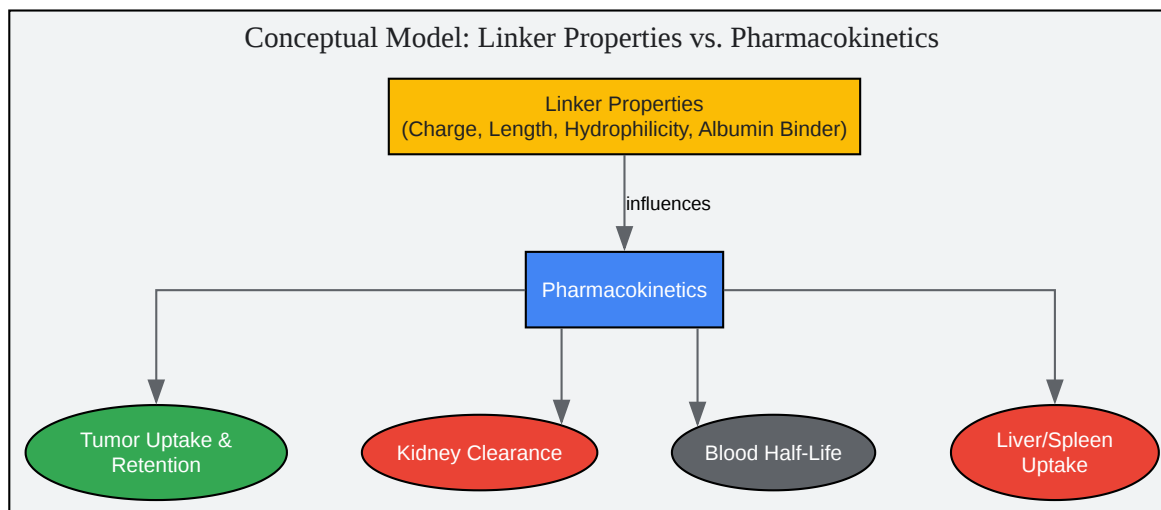 Conceptual Model: Linker Properties vs. Pharmacokinetics
Linker Properties
(Charge, Length, Hydrophilicity, Albumin Binder)
influences
Pharmacokinetics
Tumor Uptake &
Retention
Kidney Clearance
Blood Half-Life
Liver/Spleen
Uptake